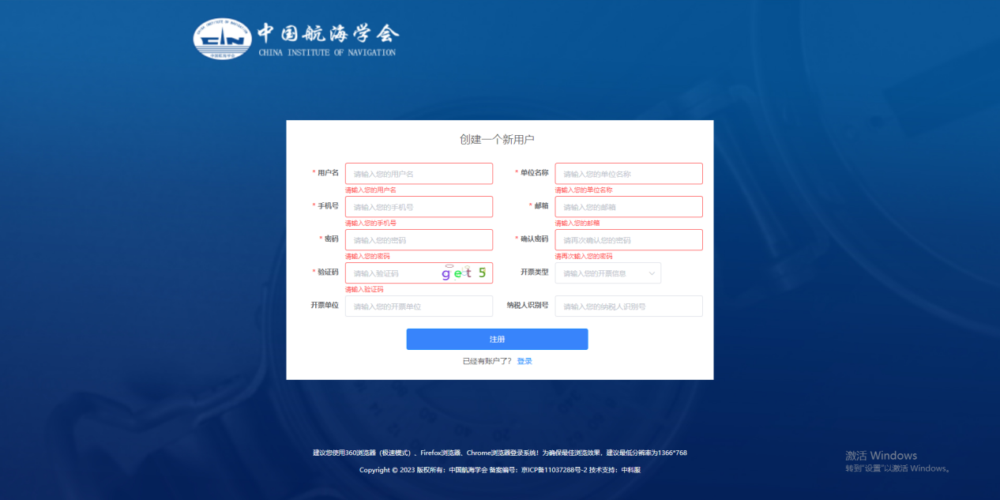 中国航海学会
CHINA INSTITUTE OF NAVIGATION
创建一个新用户
* 用户名 请输入您的用户名 * 单位名称 请输入您的单位名称
请输入您的用户名 请输入您的单位名称
* 手机号 请输入您的手机号 * 邮箱 请输入您的邮箱
请输入您的手机号 请输入您的邮箱
* 密码 请输入您的密码 * 确认密码 请再次确认您的密码
请输入您的密码 请再次输入您的密码
* 验证码 请输入验证码 get5 开票类型 请输入您的开票信息
请输入验证码
开票单位 请输入您的开票单位 纳税人识别号 请输入您的纳税人识别号
注册
已经有账户了? 登录
建议您使用360浏览器（极速模式）、Firefox浏览器、Chrome浏览器登录系统！为确保最佳浏览效果，建议最低分辨率为1366*768
Copyright © 2023 版权所有：中国航海学会 备案编号：京ICP备11037288号-2 技术支持：中科服
激活 Windows
转到"设置"以激活 Windows。